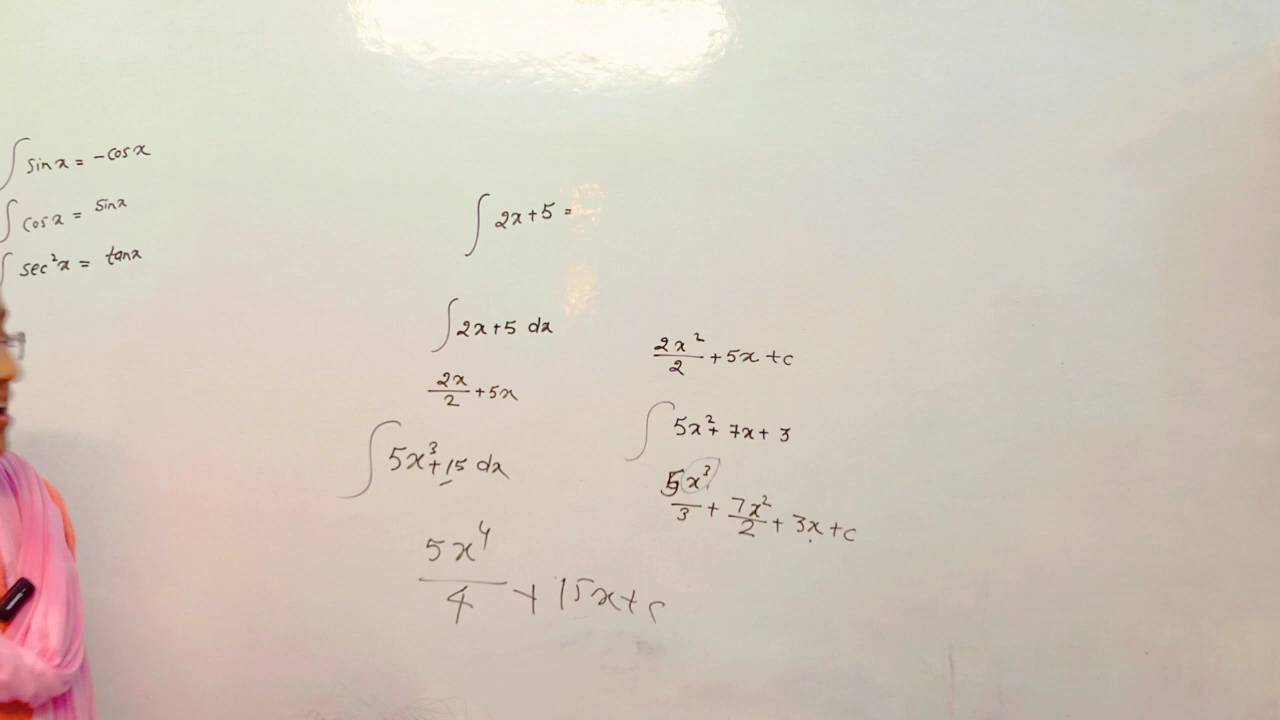 ∫ sin x = -cos x
∫ cos x = sin x
∫ sec²x = tan x
∫ 2x+5 =
∫ 2x+5 dx
2x/2 + 5x
∫ 5x³+15 dx
5x⁴/4 + 15x+c
2x²/2 + 5x + c
∫ 5x² + 7x + 3
5x³/3 + 7x²/2 + 3x + c